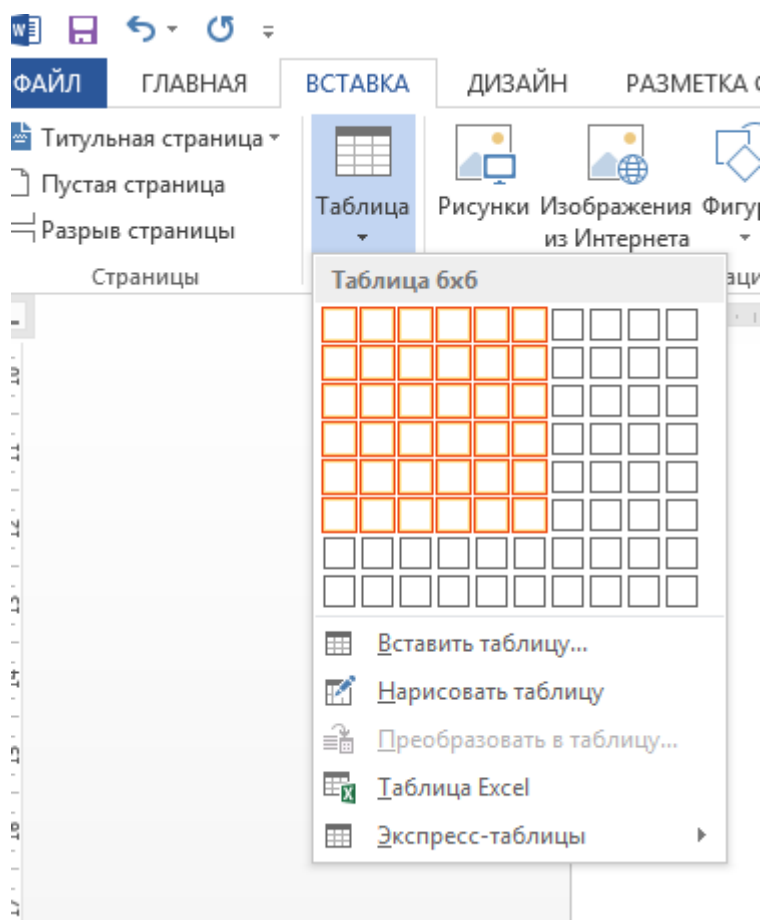 ФАЙЛ ГЛАВНАЯ ВСТАВКА ДИЗАЙН РАЗМЕТКА
Титульная страница
Пустая страница
Разрыв страницы
Страницы
Таблица
Рисунки
Изображения
из Интернета
Таблица 6x6
Вставить таблицу...
Нарисовать таблицу
Преобразовать в таблицу...
Таблица Excel
Экспресс-таблицы